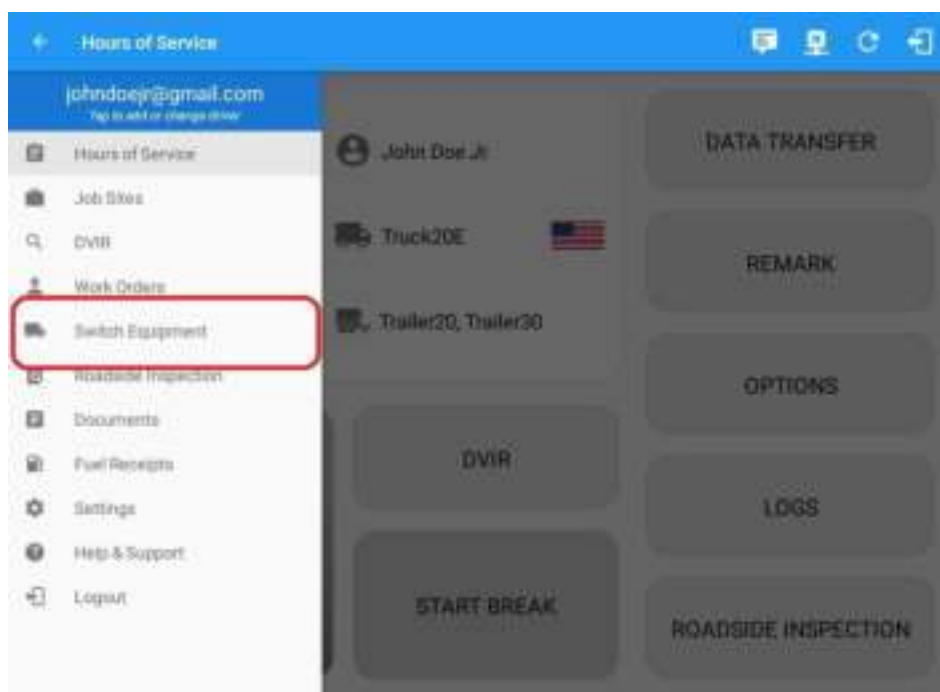 Hours of Service
johndoejr@gmail.com
Tap to add or change driver
Hours of Service
Job Sites
DVIR
Work Orders
Switch Equipment
Roadside Inspection
Documents
Fuel Receipts
Settings
Help & Support
Logout
John Doe Jr
Truck20E
Trailer20, Trailer30
DVIR
START BREAK
DATA TRANSFER
REMARK
OPTIONS
LOGS
ROADSIDE INSPECTION